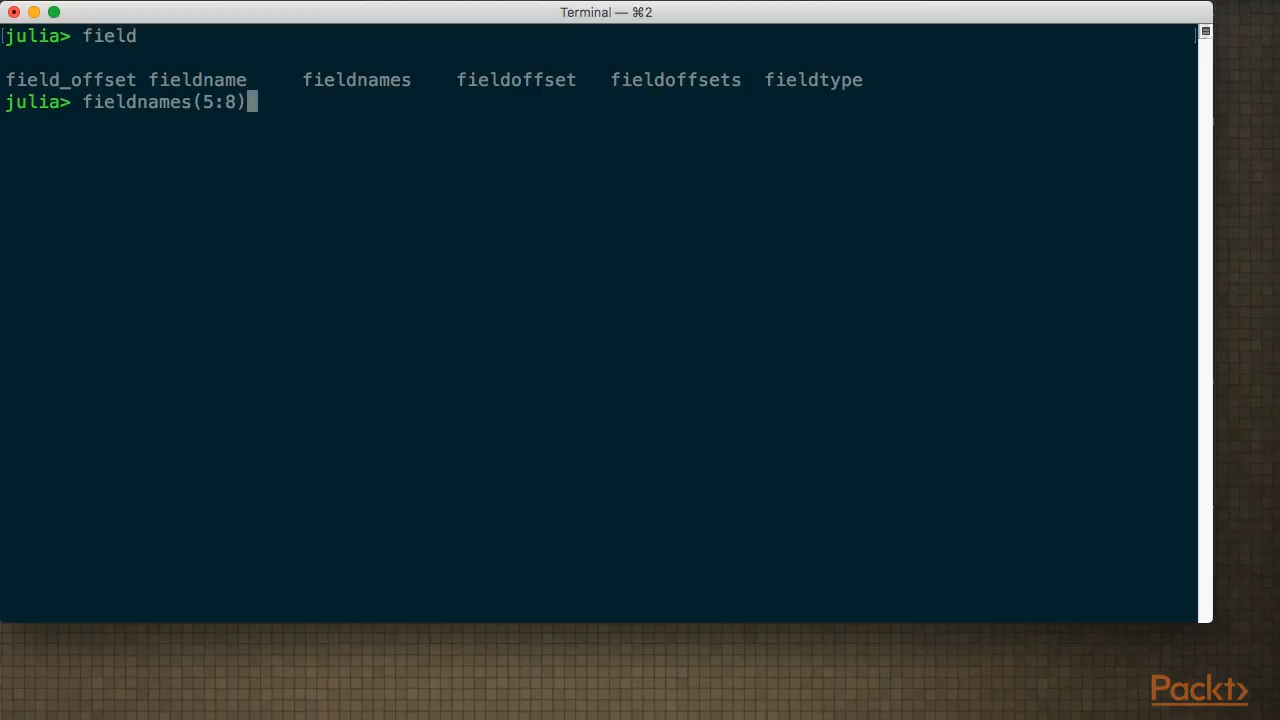 Terminal — ⌘2
julia> field
field_offset fieldname fieldnames fieldoffset fieldoffsets fieldtype
julia> fieldnames(5:8)
Packt>